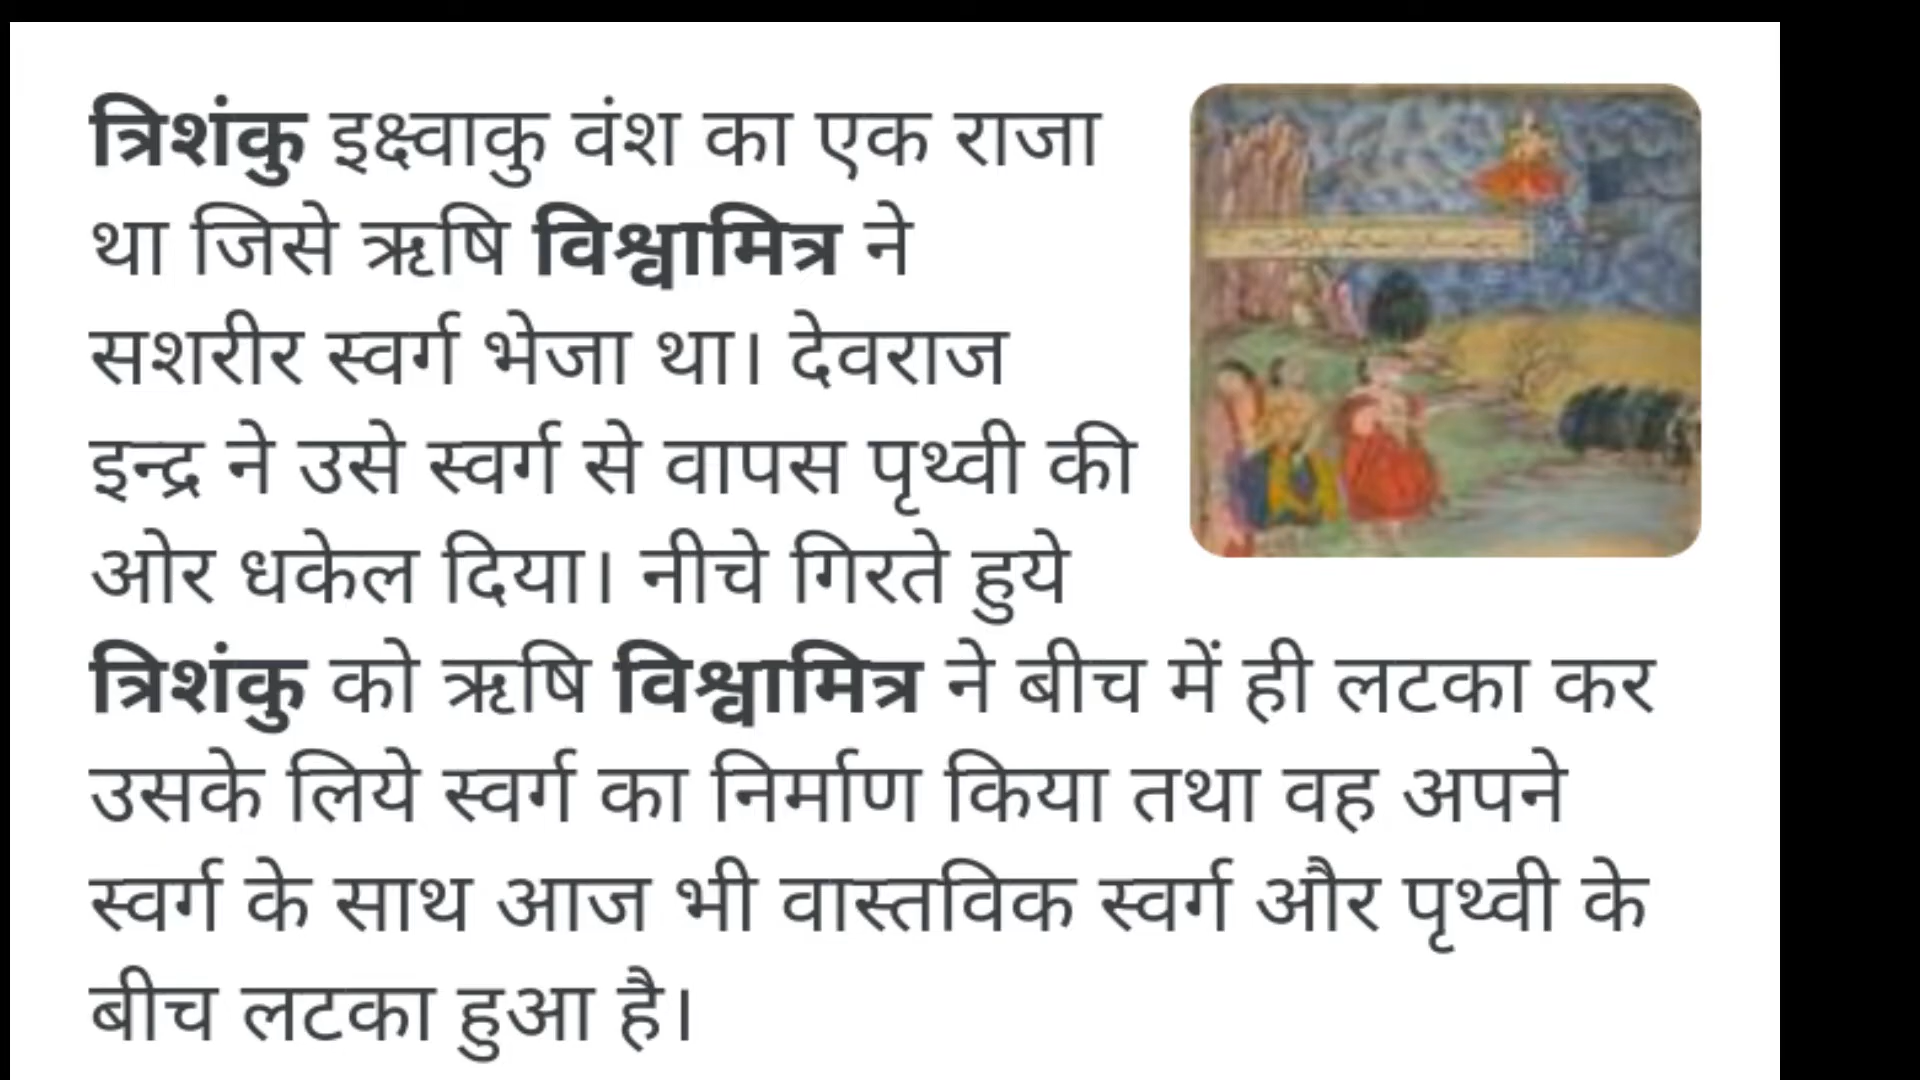 त्रिशंकु इक्ष्वाकु वंश का एक राजा
था जिसे ऋषि विश्वामित्र ने
सशरीर स्वर्ग भेजा था। देवराज
इन्द्र ने उसे स्वर्ग से वापस पृथ्वी की
ओर धकेल दिया। नीचे गिरते हुये
त्रिशंकु को ऋषि विश्वामित्र ने बीच में ही लटका कर
उसके लिये स्वर्ग का निर्माण किया तथा वह अपने
स्वर्ग के साथ आज भी वास्तविक स्वर्ग और पृथ्वी के
बीच लटका हुआ है।